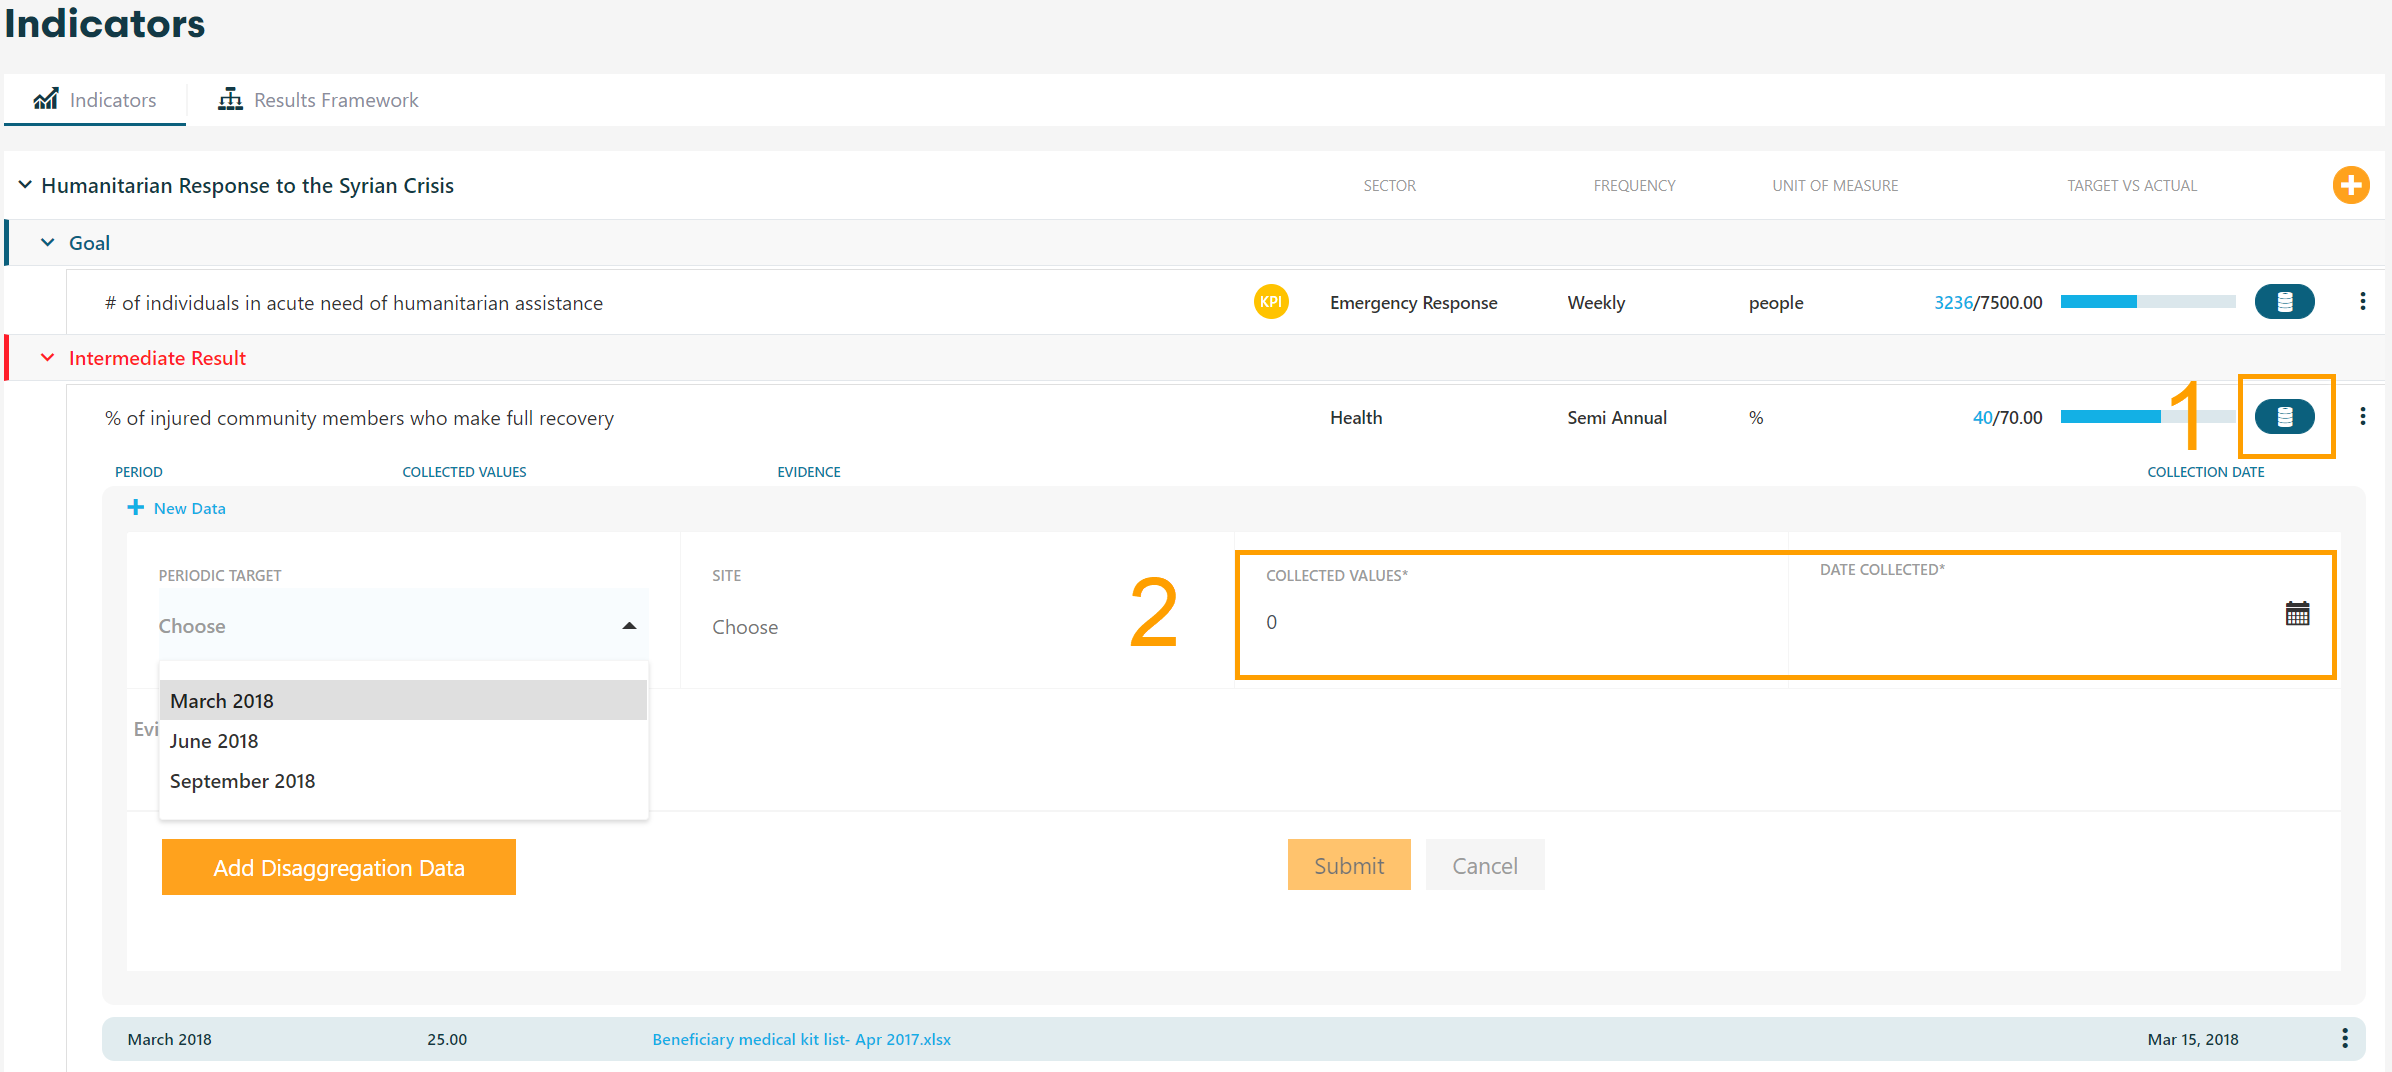 Indicators
Indicators
Results Framework
Humanitarian Response to the Syrian Crisis
SECTOR
FREQUENCY
UNIT OF MEASURE
TARGET VS ACTUAL
Goal
# of individuals in acute need of humanitarian assistance
KPI
Emergency Response
Weekly
people
3236/7500.00
Intermediate Result
% of injured community members who make full recovery
Health
Semi Annual
%
40/70.00
1
PERIOD
COLLECTED VALUES
EVIDENCE
COLLECTION DATE
New Data
PERIODIC TARGET
SITE
COLLECTED VALUES*
DATE COLLECTED*
Choose
Choose
2
0
March 2018
Evi
June 2018
September 2018
Add Disaggregation Data
Submit
Cancel
March 2018
25.00
Beneficiary medical kit list- Apr 2017.xlsx
Mar 15, 2018